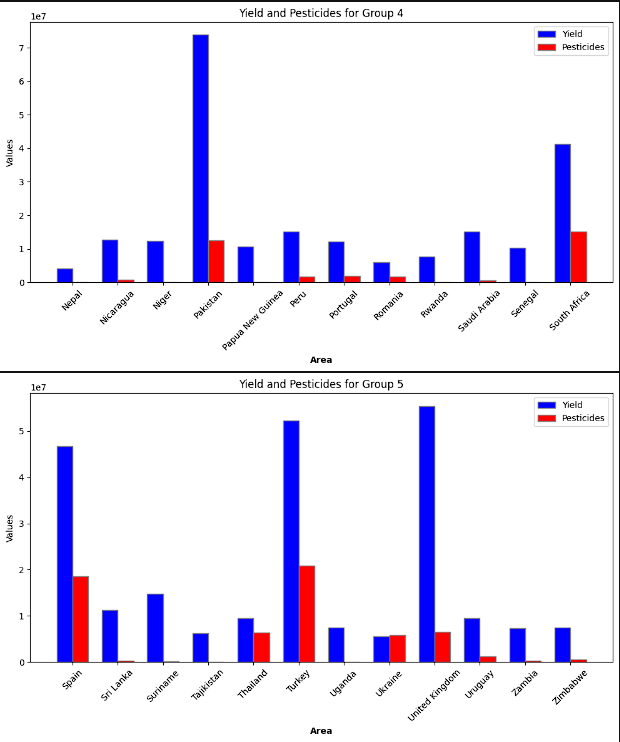 Yield and Pesticides for Group 4
1e7
Yield
Pesticides
7
6
5
4
3
2
1
0
Values
Nepal
Nicaragua
Niger
Pakistan
Papua New Guinea
Peru
Portugal
Romania
Rwanda
Saudi Arabia
Senegal
South Africa
Area
Yield and Pesticides for Group 5
1e7
Yield
Pesticides
5
4
3
2
1
0
Values
Spain
Sri Lanka
Suriname
Tajikistan
Thailand
Turkey
Uganda
Ukraine
United Kingdom
Uruguay
Zambia
Zimbabwe
Area